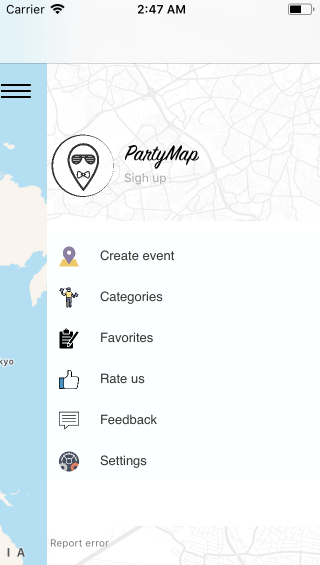 Carrier 2:47 AM
PartyMap
Sigh up
Create event
Categories
Favorites
Rate us
kyo
Feedback
Settings
Report error
I A